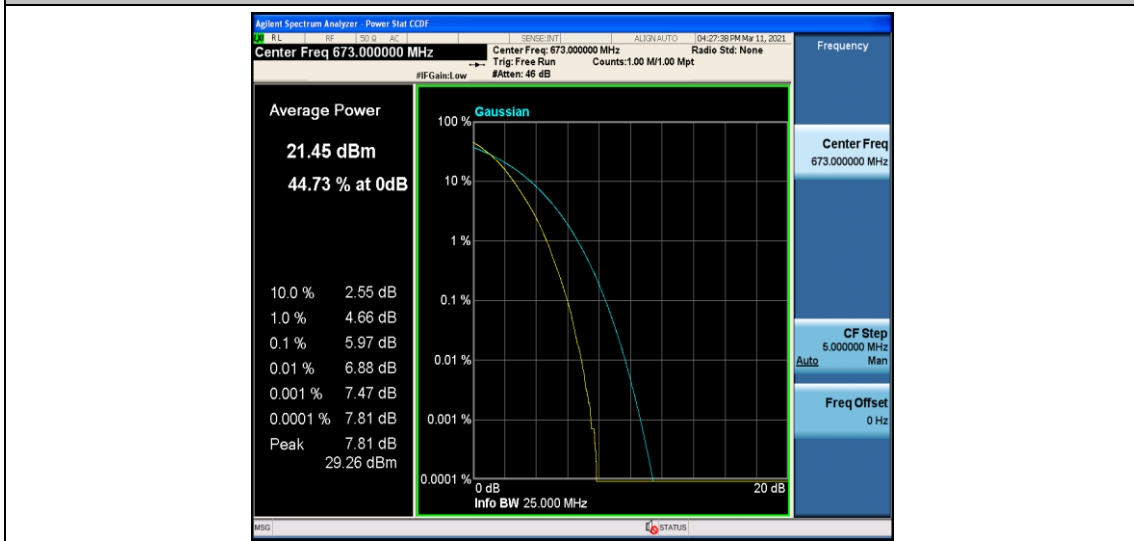 Agilent Spectrum Analyzer - Power Stat CCDF
RL RF 50 Ω AC SENSE:INT ALIGN AUTO 04:27:38 PM Mar 11, 2021
Center Freq 673.000000 MHz
Center Freq: 673.000000 MHz Radio Std: None
Trig: Free Run Counts:1.00 M/1.00 Mpt
#IFGain:Low #Atten: 46 dB
Frequency
Average Power
21.45 dBm
44.73 % at 0dB
10.0 % 2.55 dB
1.0 % 4.66 dB
0.1 % 5.97 dB
0.01 % 6.88 dB
0.001 % 7.47 dB
0.0001 % 7.81 dB
Peak 7.81 dB
29.26 dBm
Gaussian
100 %
10 %
1 %
0.1 %
0.01 %
0.001 %
0.0001 %
0 dB 20 dB
Info BW 25.000 MHz
Center Freq
673.000000 MHz
CF Step
5.000000 MHz
Auto Man
Freq Offset
0 Hz
MSG STATUS